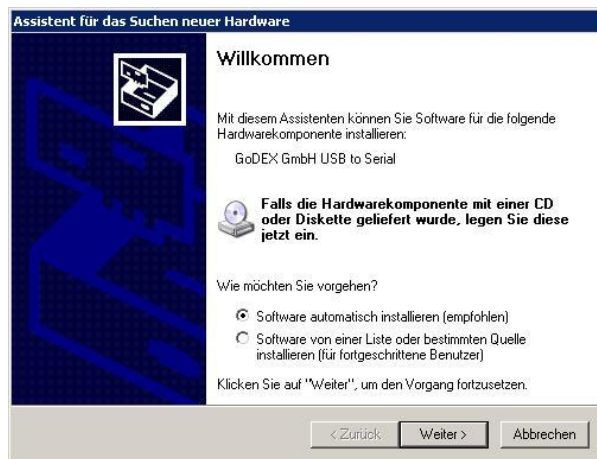 Assistent für das Suchen neuer Hardware
Willkommen
Mit diesem Assistenten können Sie Software für die folgende
Hardwarekomponente installieren:
GoDEX GmbH USB to Serial
Falls die Hardwarekomponente mit einer CD
oder Diskette geliefert wurde, legen Sie diese
jetzt ein.
Wie möchten Sie vorgehen?
Software automatisch installieren (empfohlen)
Software von einer Liste oder bestimmten Quelle
installieren (für fortgeschrittene Benutzer)
Klicken Sie auf "Weiter", um den Vorgang fortzusetzen.
< Zurück Weiter > Abbrechen